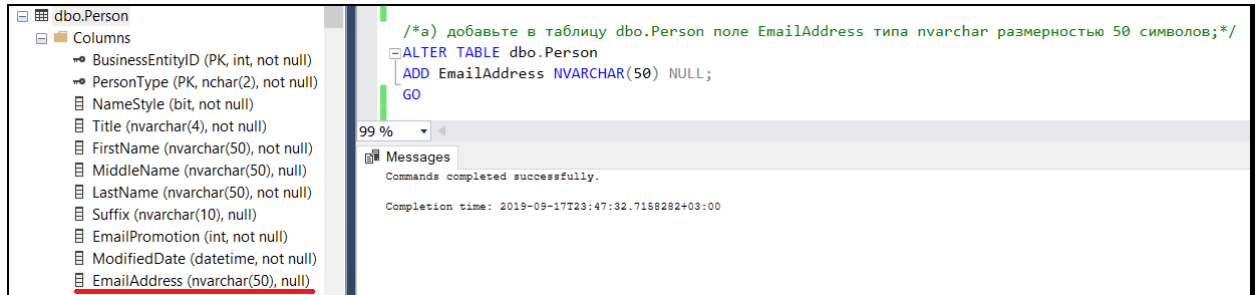 dbo.Person
Columns
BusinessEntityID (PK, int, not null)
PersonType (PK, nchar(2), not null)
NameStyle (bit, not null)
Title (nvarchar(4), not null)
FirstName (nvarchar(50), not null)
MiddleName (nvarchar(50), null)
LastName (nvarchar(50), not null)
Suffix (nvarchar(10), null)
EmailPromotion (int, not null)
ModifiedDate (datetime, not null)
EmailAddress (nvarchar(50), null)
/*a) добавьте в таблицу dbo.Person поле EmailAddress типа nvarchar размерностью 50 символов;*/
ALTER TABLE dbo.Person
ADD EmailAddress NVARCHAR(50) NULL;
GO
99 %
Messages
Commands completed successfully.
Completion time: 2019-09-17T23:47:32.7158282+03:00